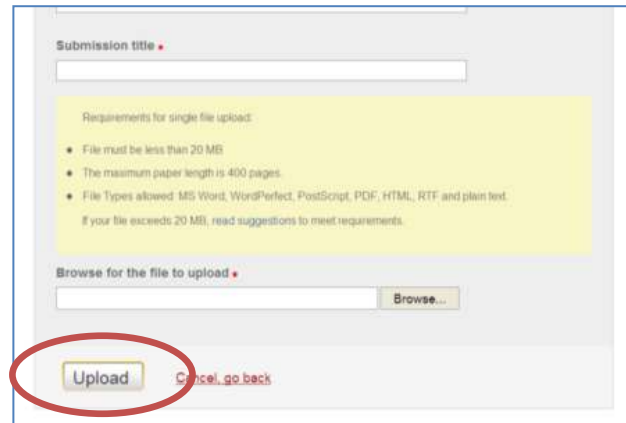 Submission title
Requirements for single file upload:
File must be less than 20 MB
The maximum paper length is 400 pages.
File Types allowed: MS Word, WordPerfect, PostScript, PDF, HTML, RTF and plain text.
If your file exceeds 20 MB, read suggestions to meet requirements.
Browse for the file to upload
Browse...
Upload Cancel, go back